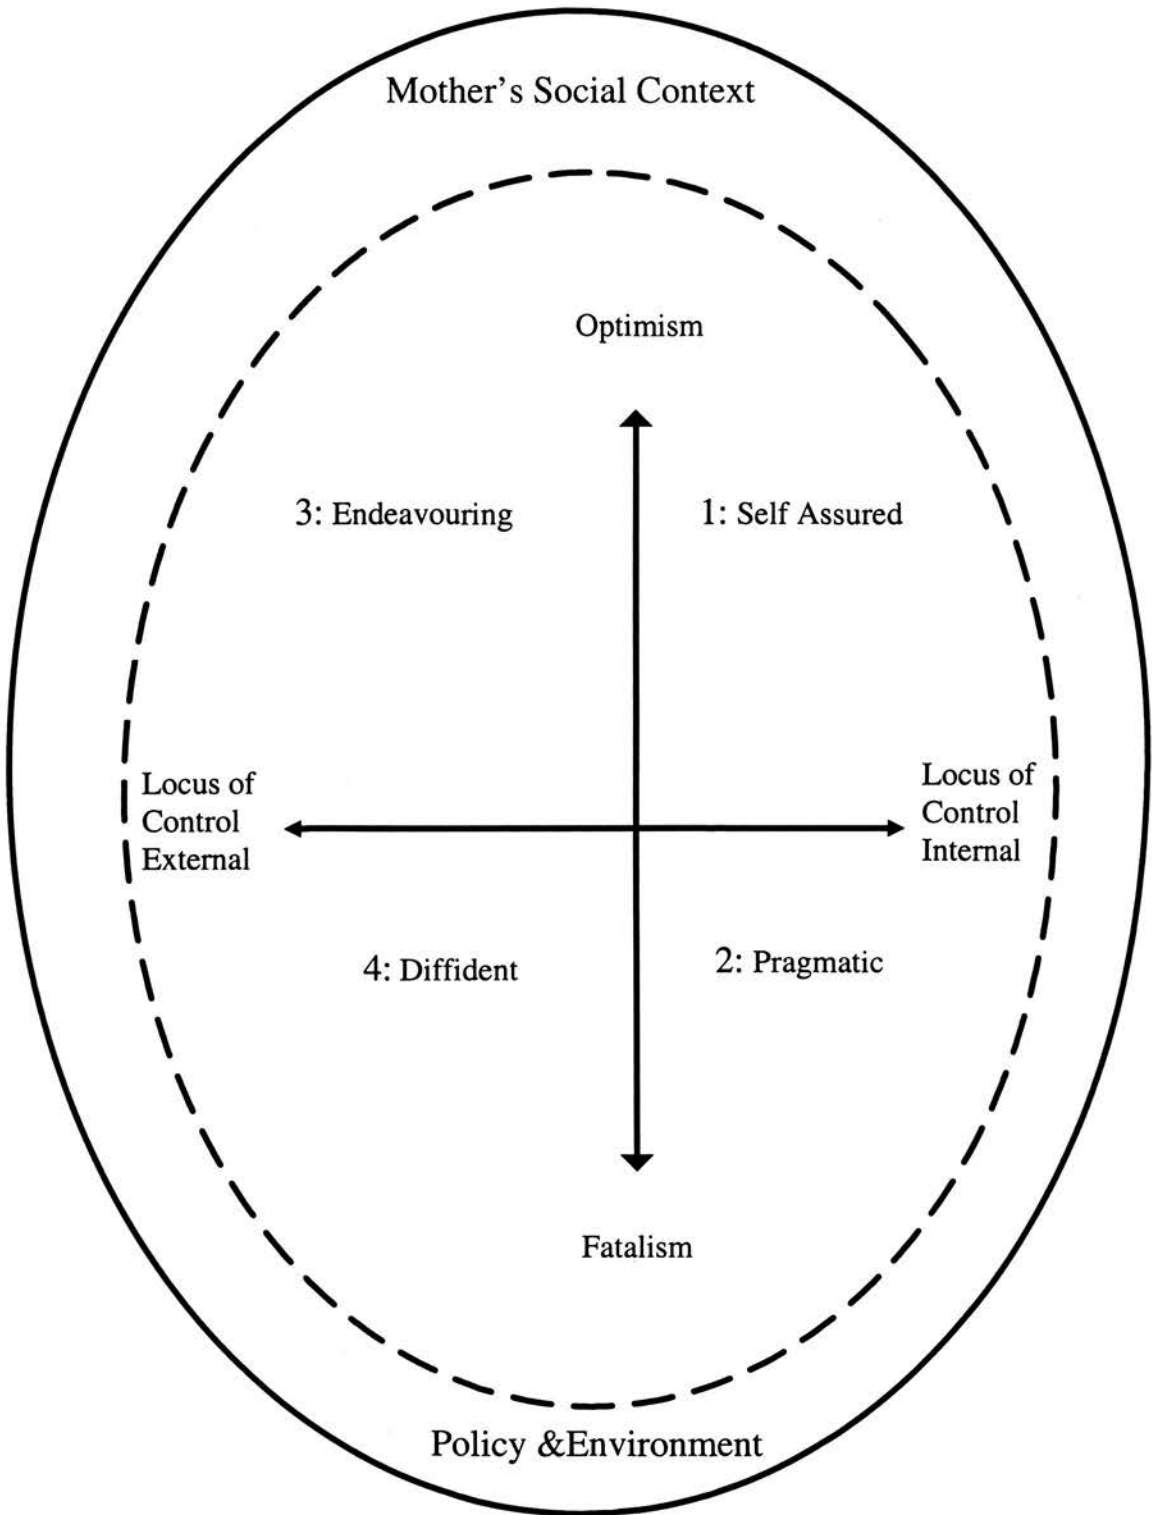 Mother's Social Context
Optimism
3: Endeavouring
1: Self Assured
Locus of
Control
External
Locus of
Control
Internal
4: Diffident
2: Pragmatic
Fatalism
Policy &Environment